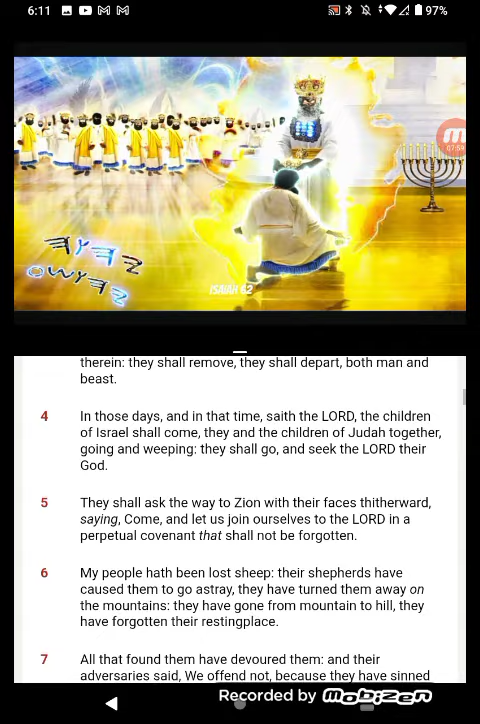 6:11
97%
07:59
𐤉𐤄𐤅𐤄
𐤉𐤄𐤅𐤔𐤏
ISAIAH 62
therein: they shall remove, they shall depart, both man and
beast.
4 In those days, and in that time, saith the LORD, the children
of Israel shall come, they and the children of Judah together,
going and weeping: they shall go, and seek the LORD their
God.
5 They shall ask the way to Zion with their faces thitherward,
saying, Come, and let us join ourselves to the LORD in a
perpetual covenant that shall not be forgotten.
6 My people hath been lost sheep: their shepherds have
caused them to go astray, they have turned them away on
the mountains: they have gone from mountain to hill, they
have forgotten their restingplace.
7 All that found them have devoured them: and their
adversaries said, We offend not, because they have sinned
Recorded by Mobizen